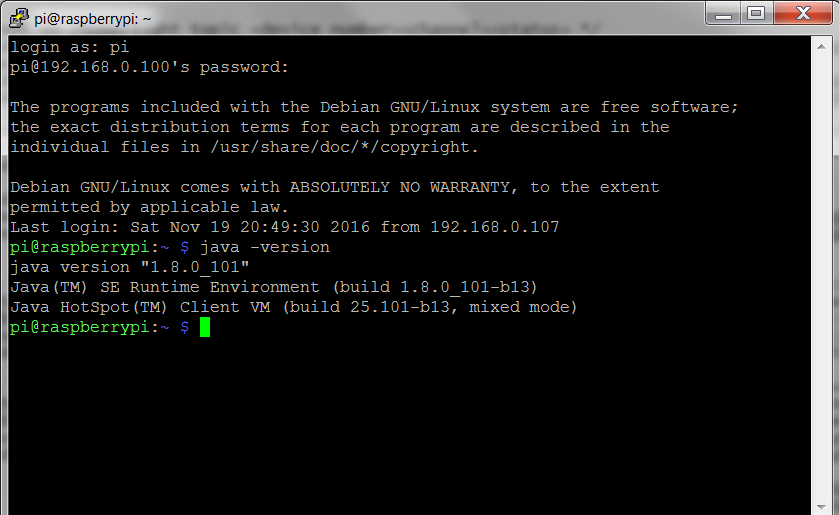 pi@raspberrypi: ~
login as: pi
pi@192.168.0.100's password:
The programs included with the Debian GNU/Linux system are free software;
the exact distribution terms for each program are described in the
individual files in /usr/share/doc/*/copyright.
Debian GNU/Linux comes with ABSOLUTELY NO WARRANTY, to the extent
permitted by applicable law.
Last login: Sat Nov 19 20:49:30 2016 from 192.168.0.107
pi@raspberrypi:~ $ java -version
java version "1.8.0_101"
Java(TM) SE Runtime Environment (build 1.8.0_101-b13)
Java HotSpot(TM) Client VM (build 25.101-b13, mixed mode)
pi@raspberrypi:~ $